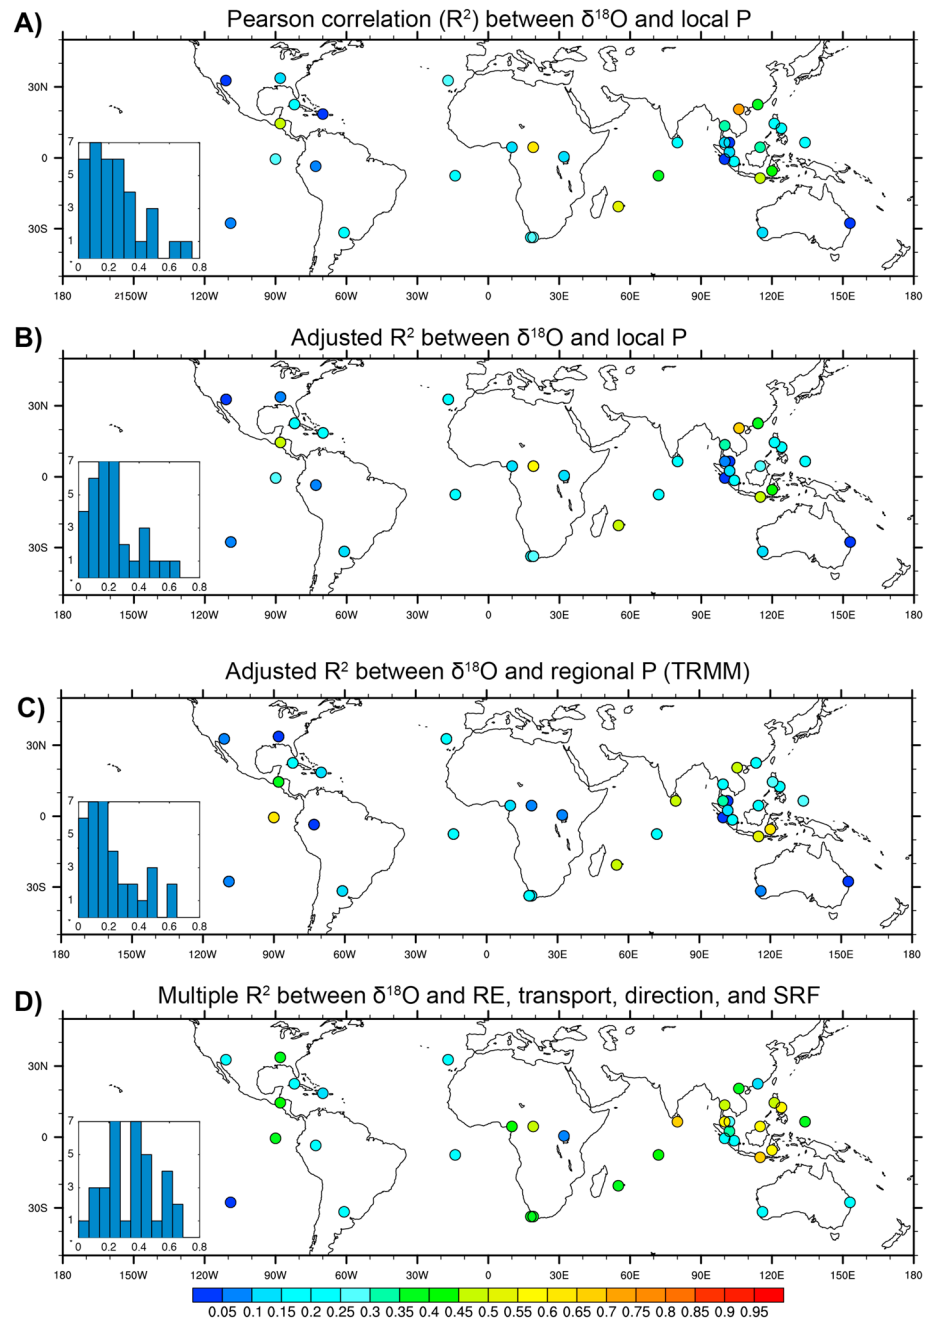 A)
Pearson correlation (R²) between δ¹⁸O and local P
30N
0
30S
7
5
3
1
0 0.2 0.4 0.6 0.8
180 150W 120W 90W 60W 30W 0 30E 60E 90E 120E 150E 180
B)
Adjusted R² between δ¹⁸O and local P
30N
0
30S
7
5
3
1
0 0.2 0.4 0.6 0.8
180 150W 120W 90W 60W 30W 0 30E 60E 90E 120E 150E 180
C)
Adjusted R² between δ¹⁸O and regional P (TRMM)
30N
0
30S
7
5
3
1
0 0.2 0.4 0.6 0.8
180 150W 120W 90W 60W 30W 0 30E 60E 90E 120E 150E 180
D)
Multiple R² between δ¹⁸O and RE, transport, direction, and SRF
30N
0
30S
7
5
3
1
0 0.2 0.4 0.6 0.8
180 150W 120W 90W 60W 30W 0 30E 60E 90E 120E 150E 180
0.05 0.1 0.15 0.2 0.25 0.3 0.35 0.4 0.45 0.5 0.55 0.6 0.65 0.7 0.75 0.8 0.85 0.9 0.95